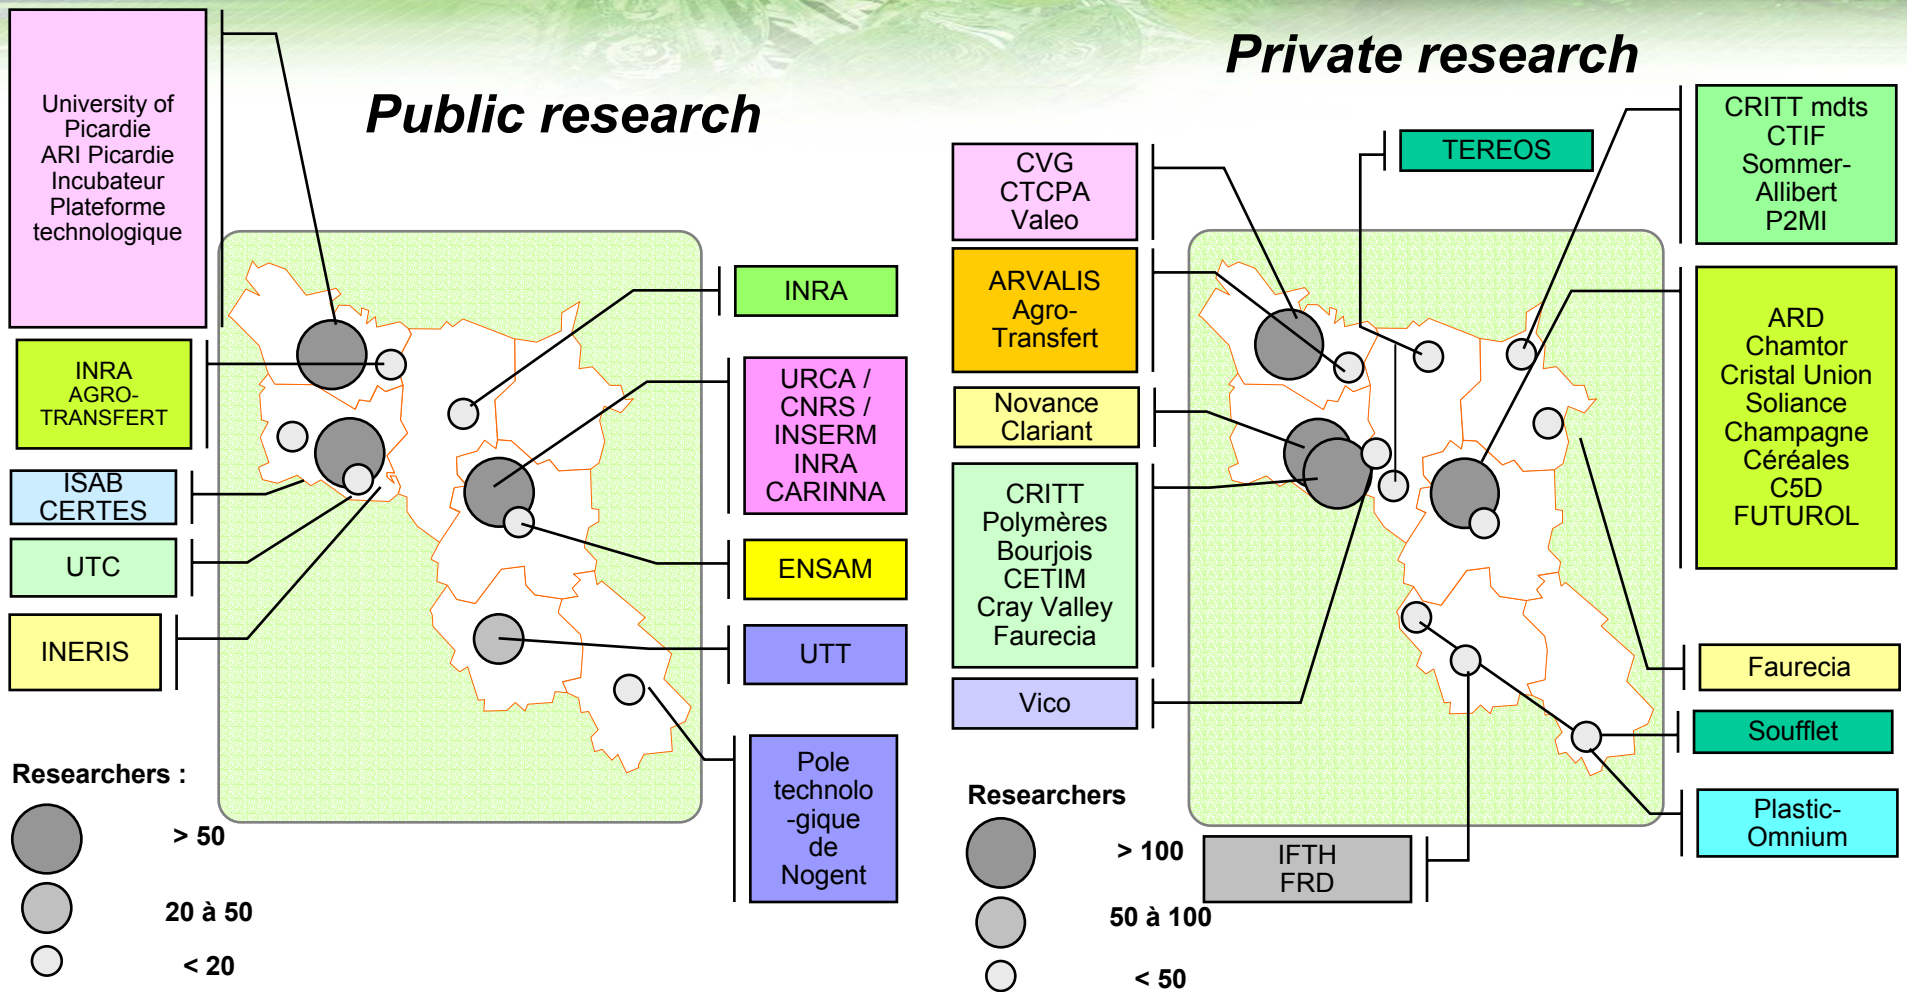 Public research
University of
Picardie
ARI Picardie
Incubateur
Plateforme
technologique
INRA
AGRO-
TRANSFERT
ISAB
CERTES
UTC
INERIS
INRA
URCA /
CNRS /
INSERM
INRA
CARINNA
ENSAM
UTT
Pole
technolo
-gique
de
Nogent
Researchers :
> 50
20 à 50
< 20
Private research
CVG
CTCPA
Valeo
ARVALIS
Agro-
Transfert
Novance
Clariant
CRITT
Polymères
Bourjois
CETIM
Cray Valley
Faurecia
Vico
TEREOS
CRITT mdts
CTIF
Sommer-
Allibert
P2MI
ARD
Chamtor
Cristal Union
Soliance
Champagne
Céréales
C5D
FUTUROL
Faurecia
Soufflet
Plastic-
Omnium
IFTH
FRD
Researchers
> 100
50 à 100
< 50